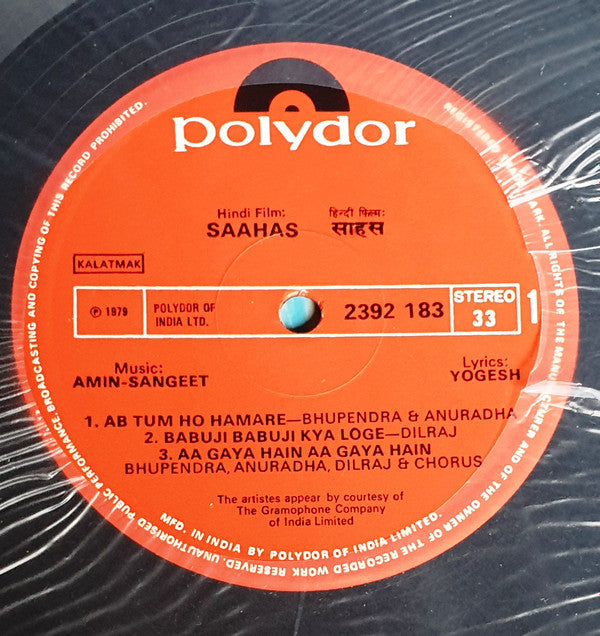 polydor
Hindi Film:
SAAHAS
हिन्दी फिल्म:
साहस
KALATMAK
℗ 1979
POLYDOR OF
INDIA LTD.
2392 183
STEREO
33
1
Music:
AMIN-SANGEET
Lyrics:
YOGESH
1. AB TUM HO HAMARE—BHUPENDRA & ANURADHA
2. BABUJI BABUJI KYA LOGE—DILRAJ
3. AA GAYA HAIN AA GAYA HAIN
BHUPENDRA, ANURADHA, DILRAJ & CHORUS
The artistes appear by courtesy of
The Gramophone Company
of India Limited
MFD. IN INDIA BY POLYDOR OF INDIA LIMITED.
REGISTERED MARK. ALL RIGHTS OF THE MANUFACTURER AND OF THE OWNER OF THE RECORDED WORK RESERVED. UNAUTHORISED PUBLIC PERFORMANCE, BROADCASTING AND COPYING OF THIS RECORD PROHIBITED.